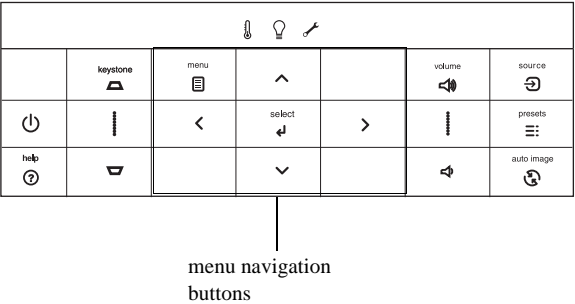 keystone
menu
volume
source
select
presets
help
auto image
menu navigation
buttons